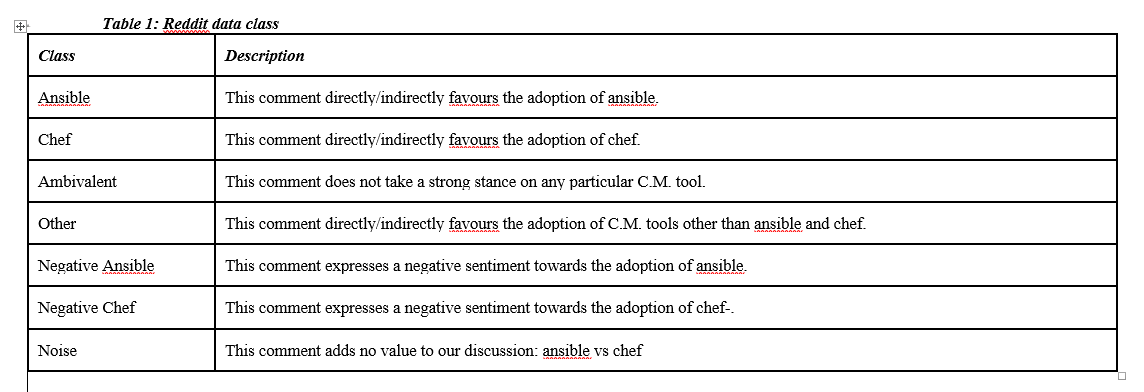 Table 1: Reddit data class
Class Description
Ansible This comment directly/indirectly favours the adoption of ansible.
Chef This comment directly/indirectly favours the adoption of chef.
Ambivalent This comment does not take a strong stance on any particular C.M. tool.
Other This comment directly/indirectly favours the adoption of C.M. tools other than ansible and chef.
Negative Ansible This comment expresses a negative sentiment towards the adoption of ansible.
Negative Chef This comment expresses a negative sentiment towards the adoption of chef-.
Noise This comment adds no value to our discussion: ansible vs chef